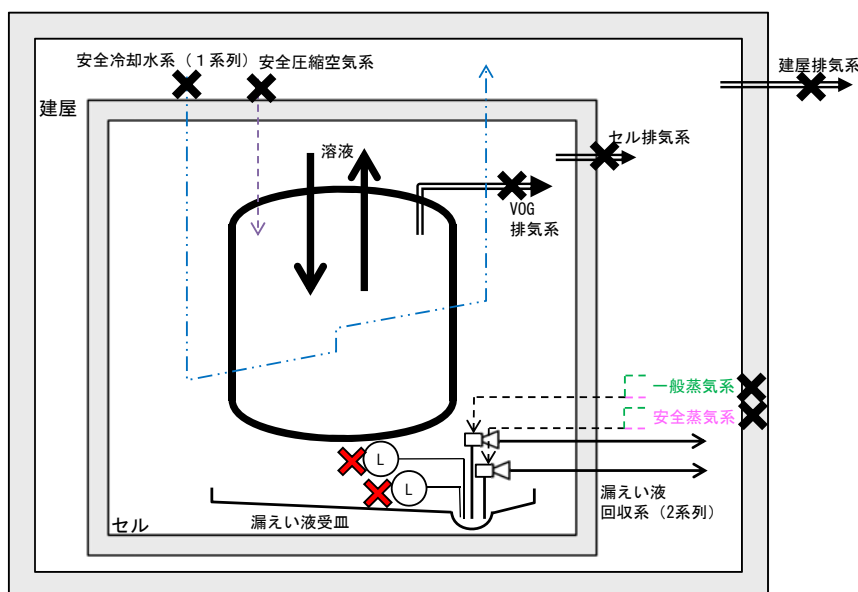 安全冷却水系（１系列）
安全圧縮空気系
建屋排気系
建屋
セル排気系
溶液
VOG
排気系
一般蒸気系
安全蒸気系
L
L
漏えい液
回収系（2系列）
漏えい液受皿
セル